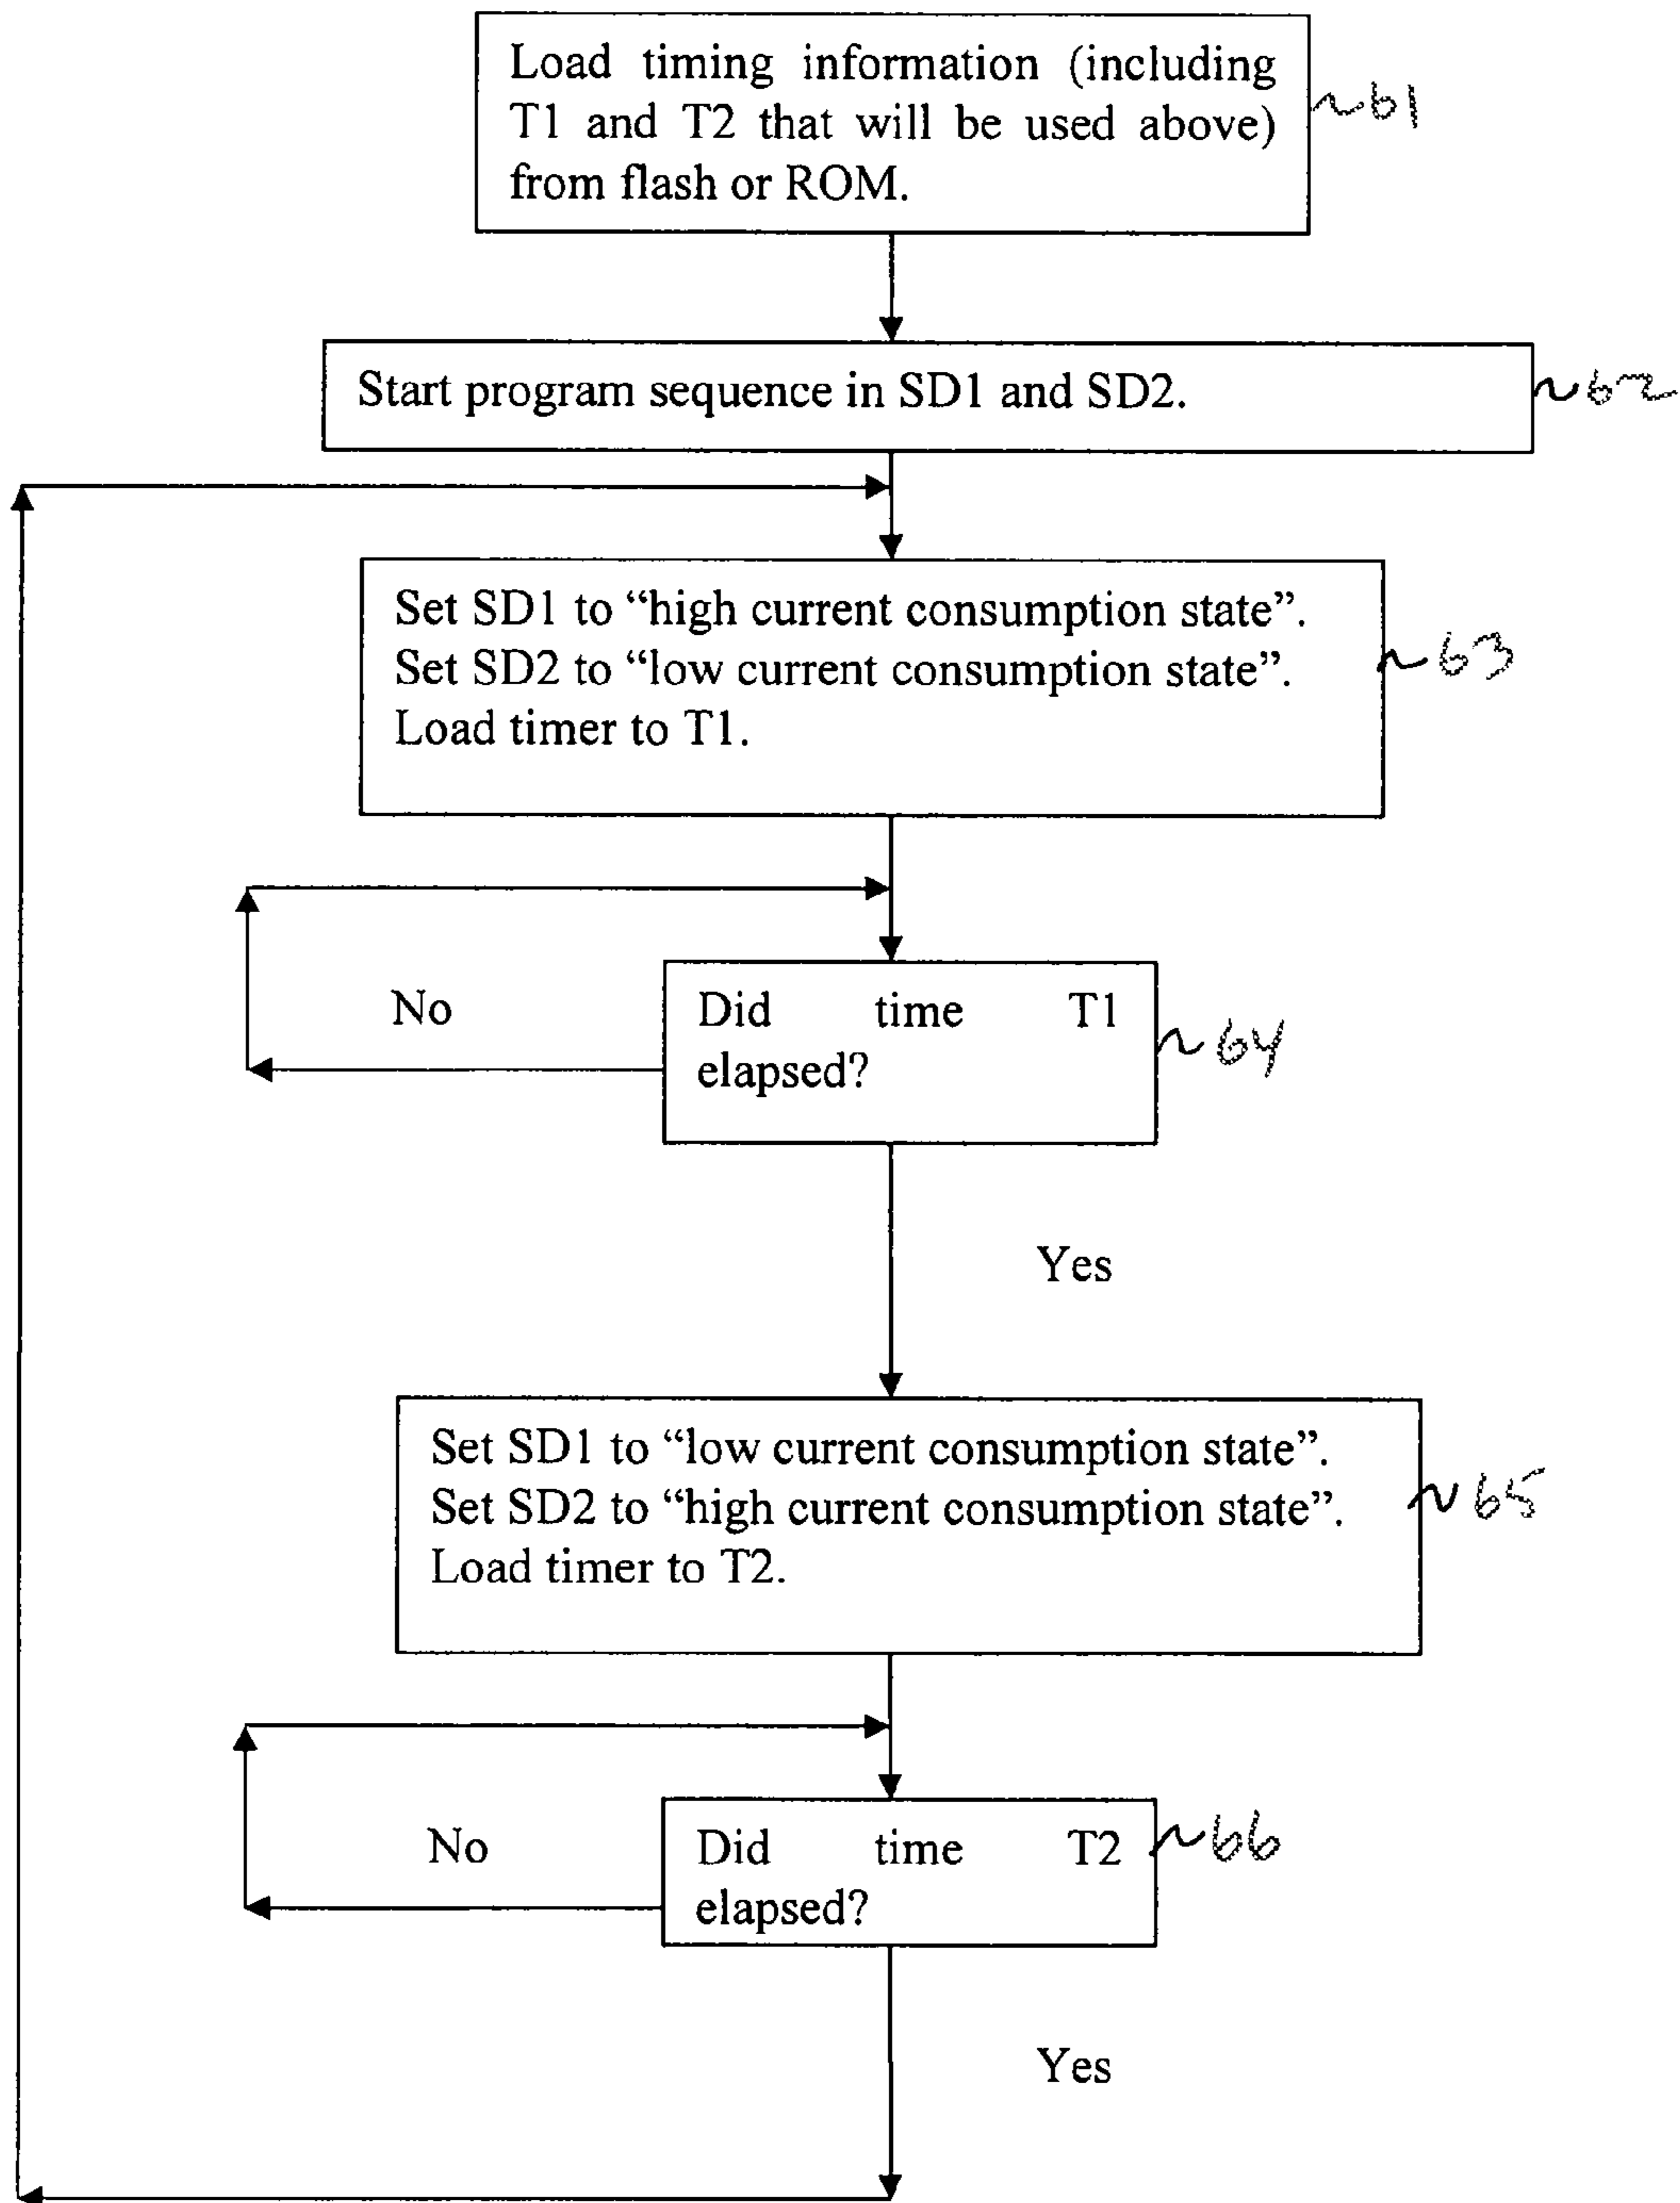 Load timing information (including
T1 and T2 that will be used above)
from flash or ROM.
61
Start program sequence in SD1 and SD2.
62
Set SD1 to “high current consumption state”.
Set SD2 to “low current consumption state”.
Load timer to T1.
63
No
Did time T1
elapsed?
64
Yes
Set SD1 to “low current consumption state”.
Set SD2 to “high current consumption state”.
Load timer to T2.
65
No
Did time T2
elapsed?
66
Yes